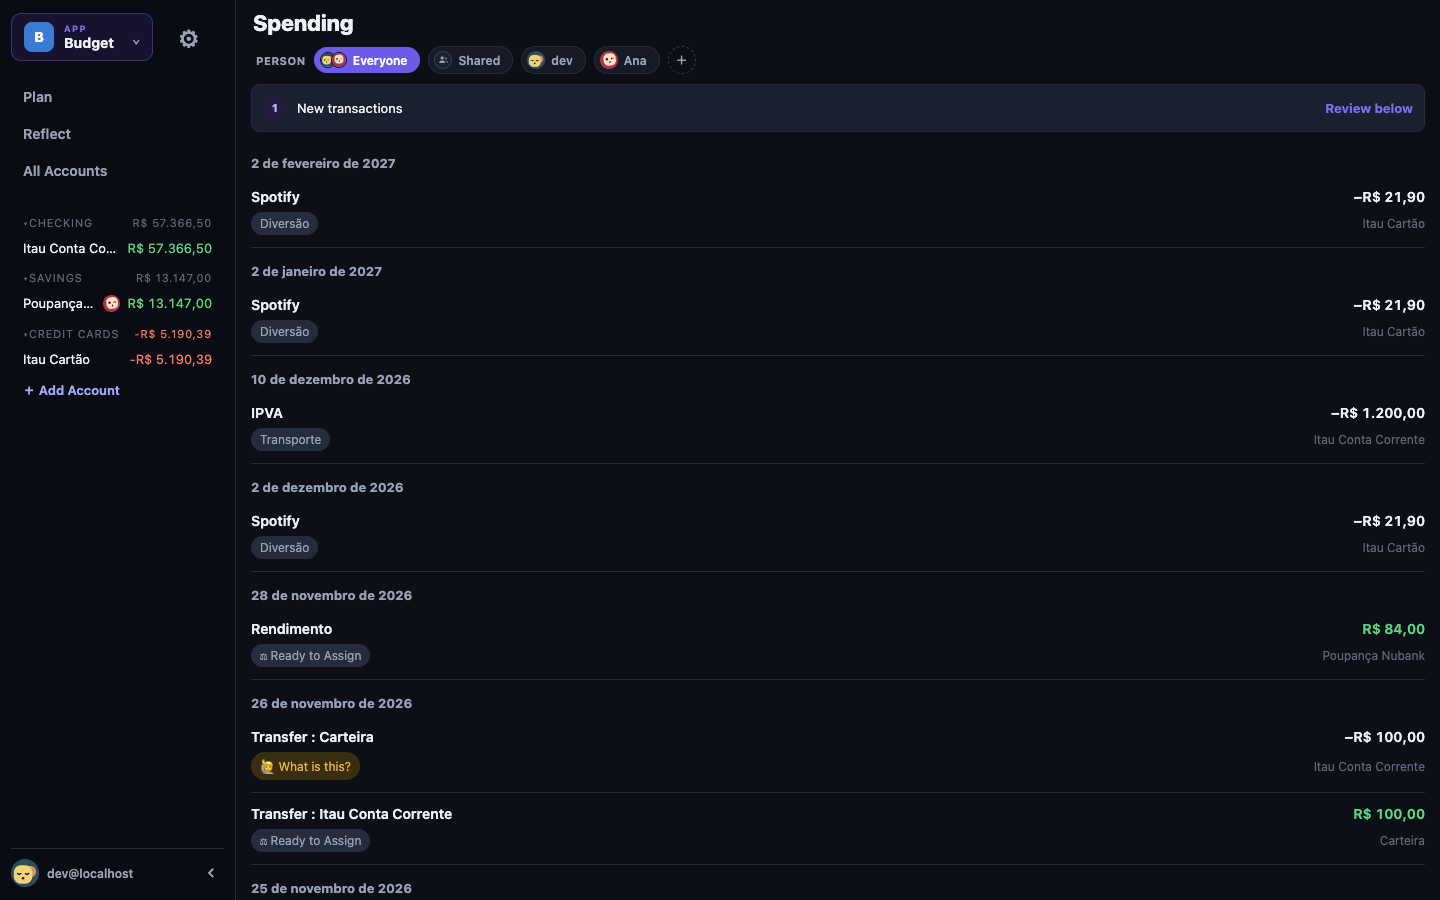 B
APP
Budget
Plan
Reflect
All Accounts
CHECKING R$ 57.366,50
Itau Conta Co... R$ 57.366,50
SAVINGS R$ 13.147,00
Poupança... R$ 13.147,00
CREDIT CARDS -R$ 5.190,39
Itau Cartão -R$ 5.190,39
+ Add Account
dev@localhost
Spending
PERSON Everyone Shared dev Ana +
1 New transactions Review below
2 de fevereiro de 2027
Spotify –R$ 21,90
Diversão Itau Cartão
2 de janeiro de 2027
Spotify –R$ 21,90
Diversão Itau Cartão
10 de dezembro de 2026
IPVA –R$ 1.200,00
Transporte Itau Conta Corrente
2 de dezembro de 2026
Spotify –R$ 21,90
Diversão Itau Cartão
28 de novembro de 2026
Rendimento R$ 84,00
Ready to Assign Poupança Nubank
26 de novembro de 2026
Transfer : Carteira –R$ 100,00
What is this? Itau Conta Corrente
Transfer : Itau Conta Corrente R$ 100,00
Ready to Assign Carteira
25 de novembro de 2026